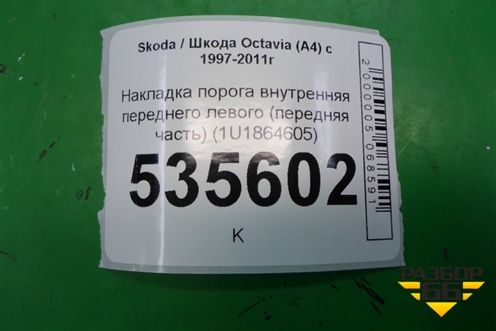 Skoda / Шкода Octavia (A4) с
1997-2011г
Накладка порога внутренняя
переднего левого (передняя
часть) (1U1864605)
535602
К
2000005068591
РАЗБОР
66